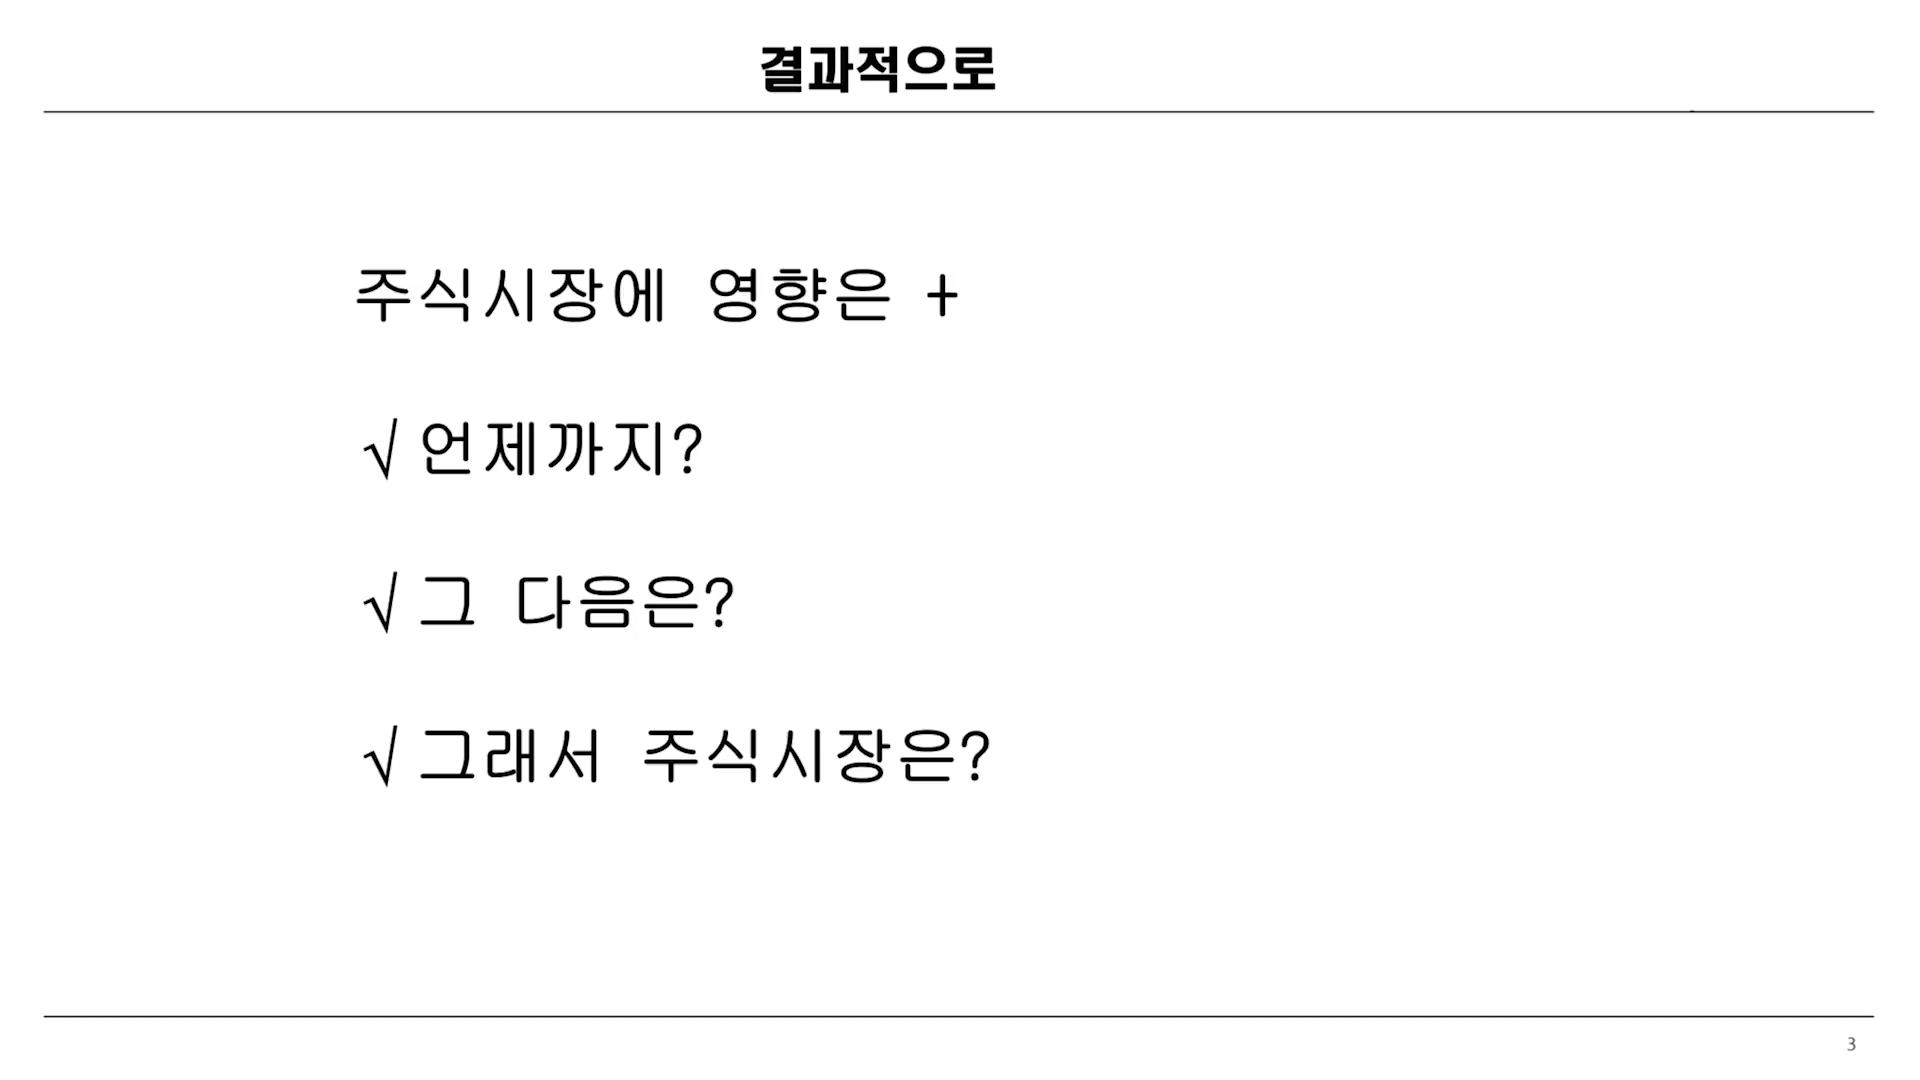 결과적으로
주식시장에 영향은 +
√ 언제까지?
√ 그 다음은?
√ 그래서 주식시장은?
3